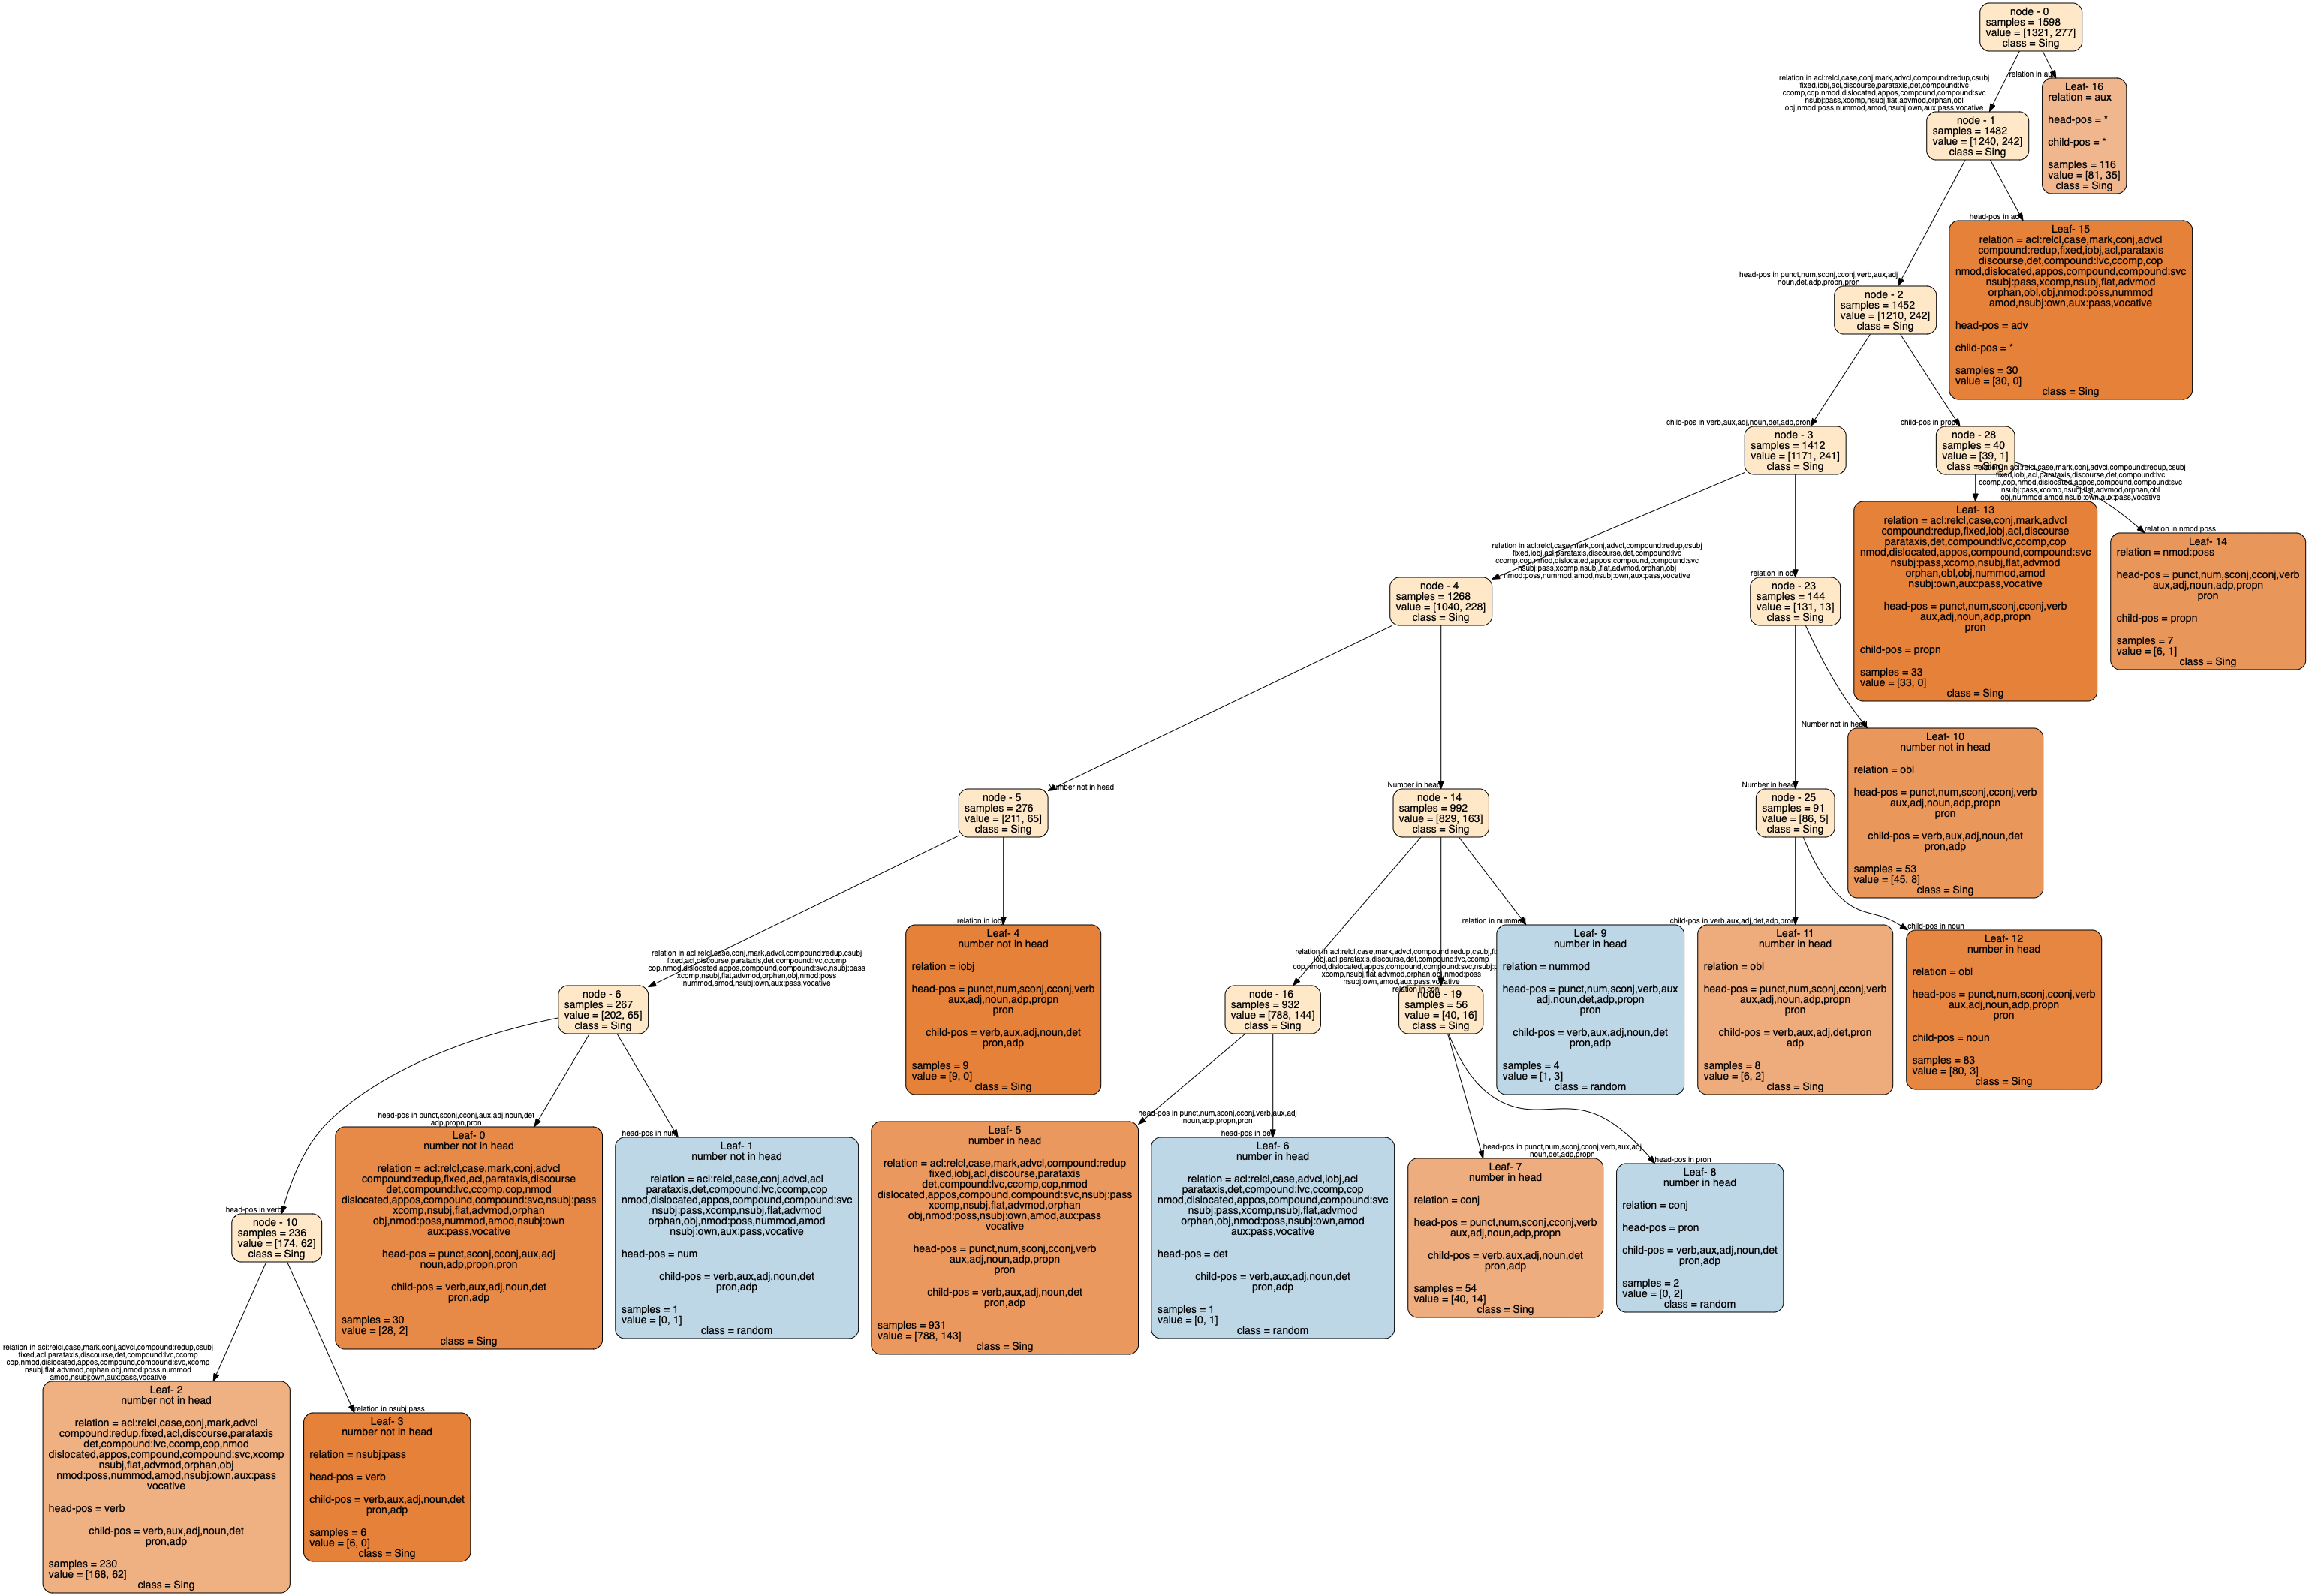 node - 0
samples = 1598
value = [1321, 277]
class = Sing
relation in acl:relcl,case,conj,mark,advcl,compound:redup,csubj
fixed,iobj,acl,discourse,parataxis,det,compound:lvc
ccomp,cop,nmod,dislocated,appos,compound,compound:svc
nsubj:pass,xcomp,nsubj,flat,advmod,orphan,obl
obj,nmod:poss,nummod,amod,nsubj:own,aux:pass,vocative
relation in
Leaf- 16
relation = aux
head-pos = *
child-pos = *
samples = 116
value = [81, 35]
class = Sing
node - 1
samples = 1482
value = [1240, 242]
class = Sing
head-pos in
Leaf- 15
relation = acl:relcl,case,mark,conj,advcl
compound:redup,fixed,iobj,acl,parataxis
discourse,det,compound:lvc,ccomp,cop
nmod,dislocated,appos,compound,compound:svc
nsubj:pass,xcomp,nsubj,flat,advmod
orphan,obl,obj,nmod:poss,nummod
amod,nsubj:own,aux:pass,vocative
head-pos = adv
child-pos = *
samples = 30
value = [30, 0]
class = Sing
head-pos in punct,num,sconj,cconj,verb,aux,adj
noun,det,adp,propn,pron
node - 2
samples = 1452
value = [1210, 242]
class = Sing
child-pos in verb,aux,adj,noun,det,adp,pron
node - 3
samples = 1412
value = [1171, 241]
class = Sing
child-pos in propn
node - 28
samples = 40
value = [39, 1]
class = Sing
relation in acl:relcl,case,mark,conj,advcl,compound:redup,csubj
fixed,iobj,acl,parataxis,discourse,det,compound:lvc
ccomp,cop,nmod,dislocated,appos,compound,compound:svc
nsubj:pass,xcomp,nsubj,flat,advmod,orphan,obl
obj,nummod,amod,nsubj:own,aux:pass,vocative
Leaf- 13
relation = acl:relcl,case,conj,mark,advcl
compound:redup,fixed,iobj,acl,discourse
parataxis,det,compound:lvc,ccomp,cop
nmod,dislocated,appos,compound,compound:svc
nsubj:pass,xcomp,nsubj,flat,advmod
orphan,obl,obj,nummod,amod
nsubj:own,aux:pass,vocative
head-pos = punct,num,sconj,cconj,verb
aux,adj,noun,adp,propn
pron
child-pos = propn
samples = 33
value = [33, 0]
class = Sing
relation in nmod:poss
Leaf- 14
relation = nmod:poss
head-pos = punct,num,sconj,cconj,verb
aux,adj,noun,adp,propn
pron
child-pos = propn
samples = 7
value = [6, 1]
class = Sing
relation in acl:relcl,case,mark,conj,advcl,compound:redup,csubj
fixed,iobj,acl,parataxis,discourse,det,compound:lvc
ccomp,cop,nmod,dislocated,appos,compound,compound:svc
nsubj:pass,xcomp,nsubj,flat,advmod,orphan,obj
nmod:poss,nummod,amod,nsubj:own,aux:pass,vocative
node - 4
samples = 1268
value = [1040, 228]
class = Sing
relation in obl
node - 23
samples = 144
value = [131, 13]
class = Sing
Number not in head
Leaf- 10
number not in head
relation = obl
head-pos = punct,num,sconj,cconj,verb
aux,adj,noun,adp,propn
pron
child-pos = verb,aux,adj,noun,det
pron,adp
samples = 53
value = [45, 8]
class = Sing
Number not in head
node - 5
samples = 276
value = [211, 65]
class = Sing
Number in head
node - 14
samples = 992
value = [829, 163]
class = Sing
Number in head
node - 25
samples = 91
value = [86, 5]
class = Sing
relation in acl:relcl,case,conj,mark,advcl,compound:redup,csubj
fixed,acl,discourse,parataxis,det,compound:lvc,ccomp
cop,nmod,dislocated,appos,compound,compound:svc,nsubj:pass
xcomp,nsubj,flat,advmod,orphan,obj,nmod:poss
nummod,amod,nsubj:own,aux:pass,vocative
node - 6
samples = 267
value = [202, 65]
class = Sing
relation in iobj
Leaf- 4
number not in head
relation = iobj
head-pos = punct,num,sconj,cconj,verb
aux,adj,noun,adp,propn
pron
child-pos = verb,aux,adj,noun,det
pron,adp
samples = 9
value = [9, 0]
class = Sing
relation in acl:relcl,case,mark,advcl,compound:redup,csubj
iobj,acl,parataxis,discourse,det,compound:lvc,ccomp
cop,nmod,dislocated,appos,compound,compound:svc
xcomp,nsubj,flat,advmod,orphan,obj,nmod:poss
nsubj:own,amod,aux:pass,vocative
node - 16
samples = 932
value = [788, 144]
class = Sing
relation in conj
node - 19
samples = 56
value = [40, 16]
class = Sing
relation in nummod
Leaf- 9
number in head
relation = nummod
head-pos = punct,num,sconj,verb,aux
adj,noun,det,adp,propn
pron
child-pos = verb,aux,adj,noun,det
pron,adp
samples = 4
value = [1, 3]
class = random
child-pos in verb,aux,adj,det,adp,pron
Leaf- 11
number in head
relation = obl
head-pos = punct,num,sconj,cconj,verb
aux,adj,noun,adp,propn
pron
child-pos = verb,aux,adj,det,pron
adp
samples = 8
value = [6, 2]
class = Sing
child-pos in noun
Leaf- 12
number in head
relation = obl
head-pos = punct,num,sconj,cconj,verb
aux,adj,noun,adp,propn
pron
child-pos = noun
samples = 83
value = [80, 3]
class = Sing
head-pos in verb
node - 10
samples = 236
value = [174, 62]
class = Sing
head-pos in punct,sconj,cconj,aux,adj,noun,det
adp,propn,pron
Leaf- 0
number not in head
relation = acl:relcl,case,mark,conj,advcl
compound:redup,fixed,acl,parataxis,discourse
det,compound:lvc,ccomp,cop,nmod
dislocated,appos,compound,compound:svc,nsubj:pass
xcomp,nsubj,flat,advmod,orphan
obj,nmod:poss,nummod,amod,nsubj:own
aux:pass,vocative
head-pos = punct,sconj,cconj,aux,adj
noun,adp,propn,pron
child-pos = verb,aux,adj,noun,det
pron,adp
samples = 30
value = [28, 2]
class = Sing
head-pos in num
Leaf- 1
number not in head
relation = acl:relcl,case,conj,advcl,acl
parataxis,det,compound:lvc,ccomp,cop
nmod,dislocated,appos,compound,compound:svc
nsubj:pass,xcomp,nsubj,flat,advmod
orphan,obj,nmod:poss,nummod,amod
nsubj:own,aux:pass,vocative
head-pos = num
child-pos = verb,aux,adj,noun,det
pron,adp
samples = 1
value = [0, 1]
class = random
head-pos in punct,num,sconj,cconj,verb,aux,adj
noun,adp,propn,pron
Leaf- 5
number in head
relation = acl:relcl,case,mark,advcl,compound:redup
fixed,iobj,acl,discourse,parataxis
det,compound:lvc,ccomp,cop,nmod
dislocated,appos,compound,compound:svc,nsubj:pass
xcomp,nsubj,flat,advmod,orphan
obj,nmod:poss,nsubj:own,amod,aux:pass
vocative
head-pos = punct,num,sconj,cconj,verb
aux,adj,noun,adp,propn
pron
child-pos = verb,aux,adj,noun,det
pron,adp
samples = 931
value = [788, 143]
class = Sing
head-pos in det
Leaf- 6
number in head
relation = acl:relcl,case,advcl,iobj,acl
parataxis,det,compound:lvc,ccomp,cop
nmod,dislocated,appos,compound,compound:svc
nsubj:pass,xcomp,nsubj,flat,advmod
orphan,obj,nmod:poss,nsubj:own,amod
aux:pass,vocative
head-pos = det
child-pos = verb,aux,adj,noun,det
pron,adp
samples = 1
value = [0, 1]
class = random
head-pos in punct,num,sconj,cconj,verb,aux,adj
noun,det,adp,propn
Leaf- 7
number in head
relation = conj
head-pos = punct,num,sconj,cconj,verb
aux,adj,noun,adp,propn
child-pos = verb,aux,adj,noun,det
pron,adp
samples = 54
value = [40, 14]
class = Sing
head-pos in pron
Leaf- 8
number in head
relation = conj
head-pos = pron
child-pos = verb,aux,adj,noun,det
pron,adp
samples = 2
value = [0, 2]
class = random
relation in acl:relcl,case,mark,conj,advcl,compound:redup,csubj
fixed,acl,parataxis,discourse,det,compound:lvc,ccomp
cop,nmod,dislocated,appos,compound,compound:svc,xcomp
nsubj,flat,advmod,orphan,obj,nmod:poss,nummod
amod,nsubj:own,aux:pass,vocative
Leaf- 2
number not in head
relation = acl:relcl,case,conj,mark,advcl
compound:redup,fixed,acl,discourse,parataxis
det,compound:lvc,ccomp,cop,nmod
dislocated,appos,compound,compound:svc,xcomp
nsubj,flat,advmod,orphan,obj
nmod:poss,nummod,amod,nsubj:own,aux:pass
vocative
head-pos = verb
child-pos = verb,aux,adj,noun,det
pron,adp
samples = 230
value = [168, 62]
class = Sing
relation in nsubj:pass
Leaf- 3
number not in head
relation = nsubj:pass
head-pos = verb
child-pos = verb,aux,adj,noun,det
pron,adp
samples = 6
value = [6, 0]
class = Sing